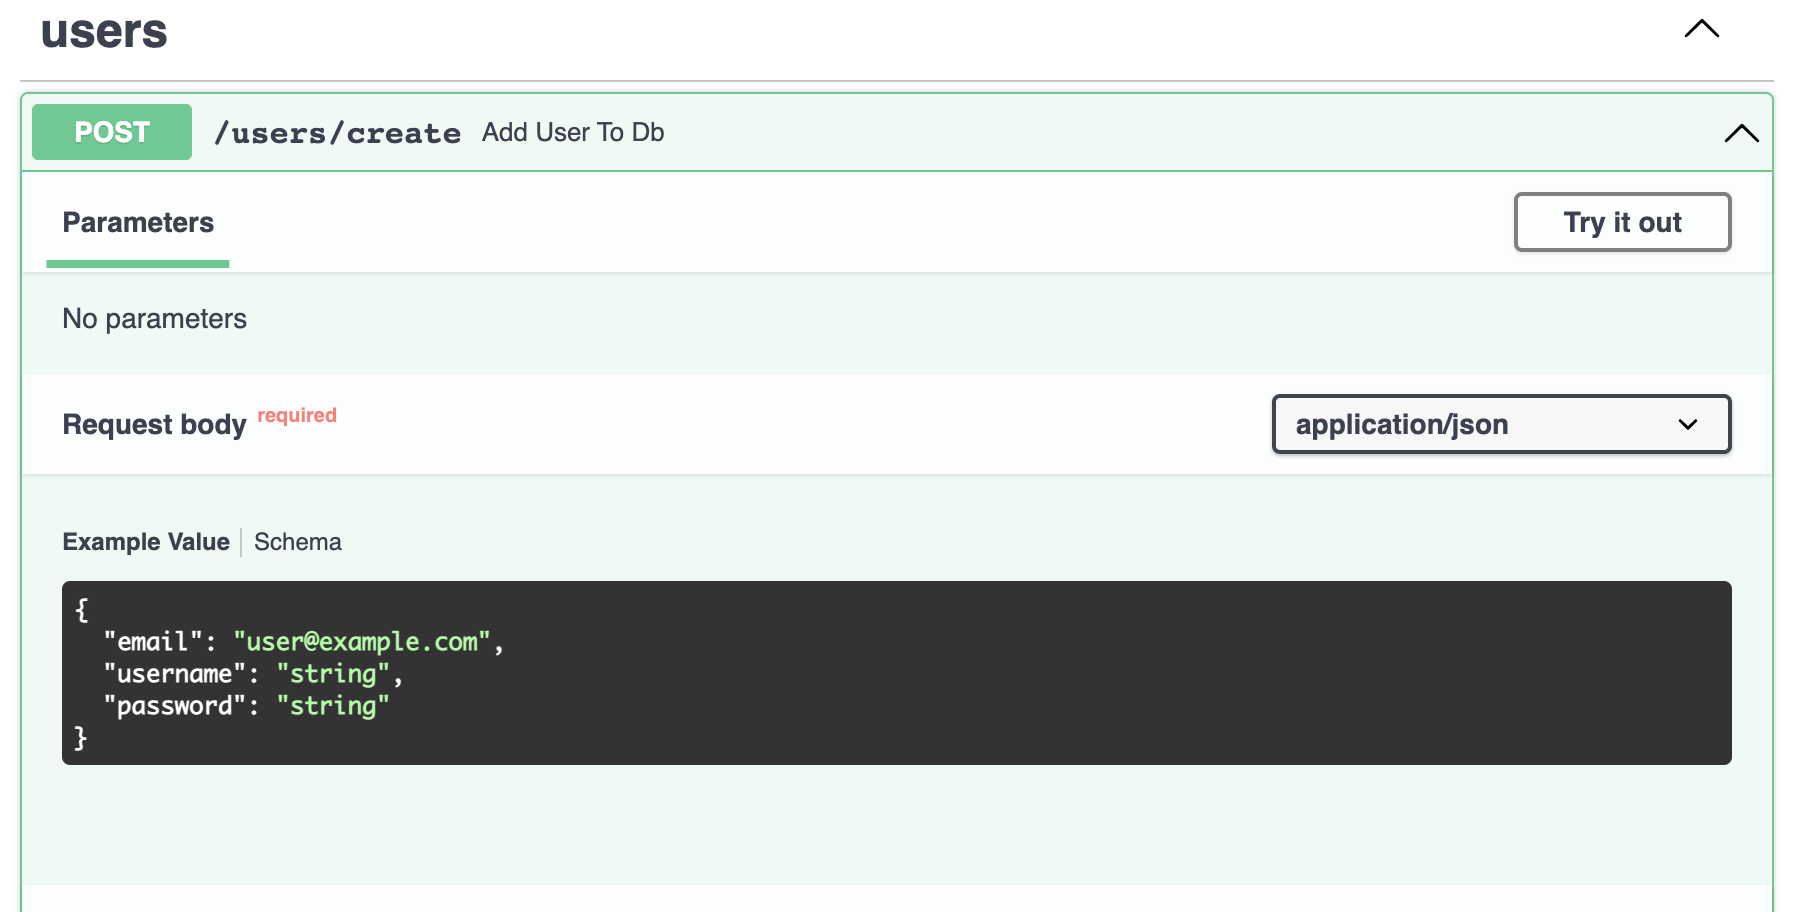 users
POST /users/create Add User To Db
Parameters Try it out
No parameters
Request body required application/json
Example Value Schema
{
  "email": "user@example.com",
  "username": "string",
  "password": "string"
}